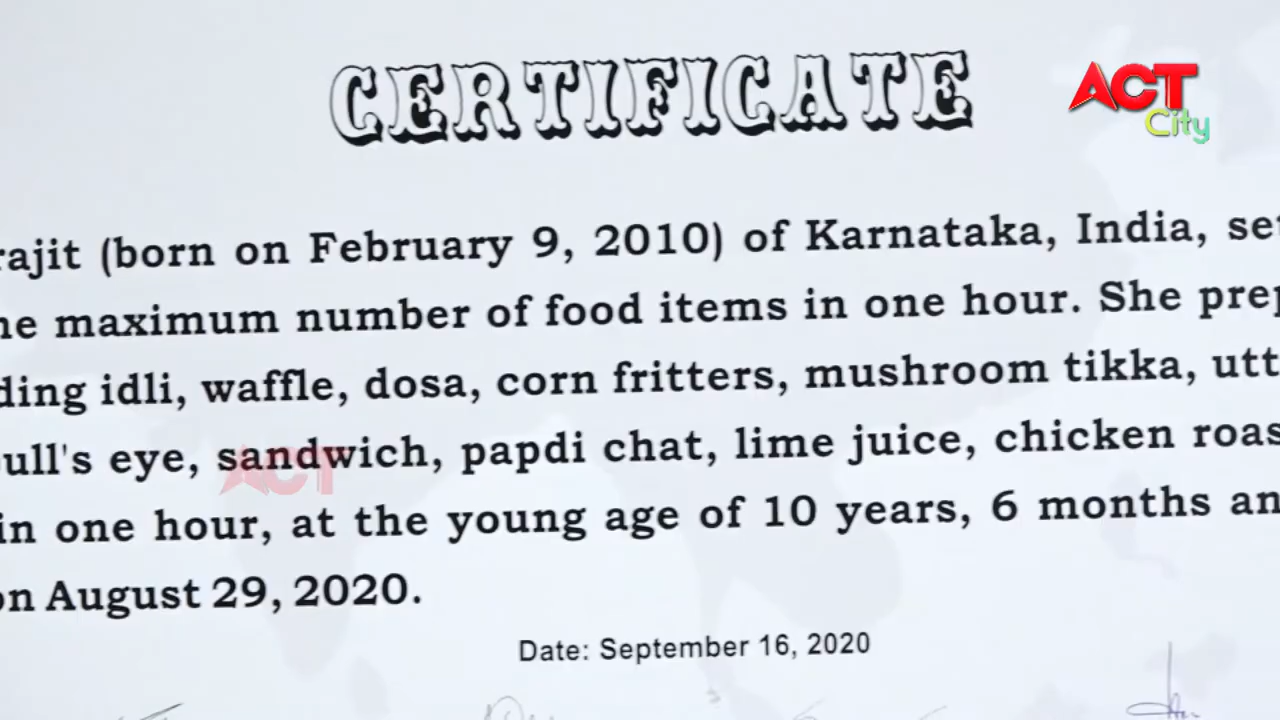 CERTIFICATE
ACT
City
rajit (born on February 9, 2010) of Karnataka, India, set
he maximum number of food items in one hour. She prep
ding idli, waffle, dosa, corn fritters, mushroom tikka, utt
ull's eye, sandwich, papdi chat, lime juice, chicken roas
ACT
in one hour, at the young age of 10 years, 6 months an
on August 29, 2020.
Date: September 16, 2020